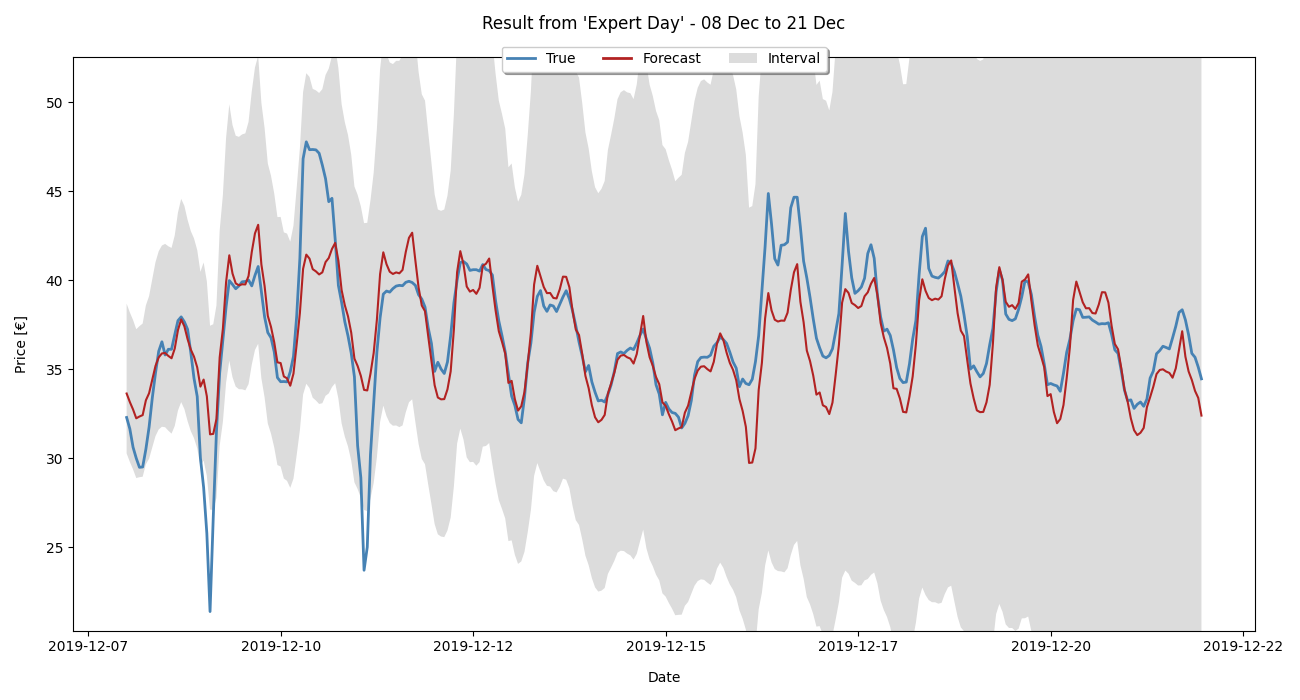 Result from 'Expert Day' - 08 Dec to 21 Dec
True Forecast Interval
50
45
40
35
30
25
Price [€]
2019-12-07 2019-12-10 2019-12-12 2019-12-15 2019-12-17 2019-12-20 2019-12-22
Date